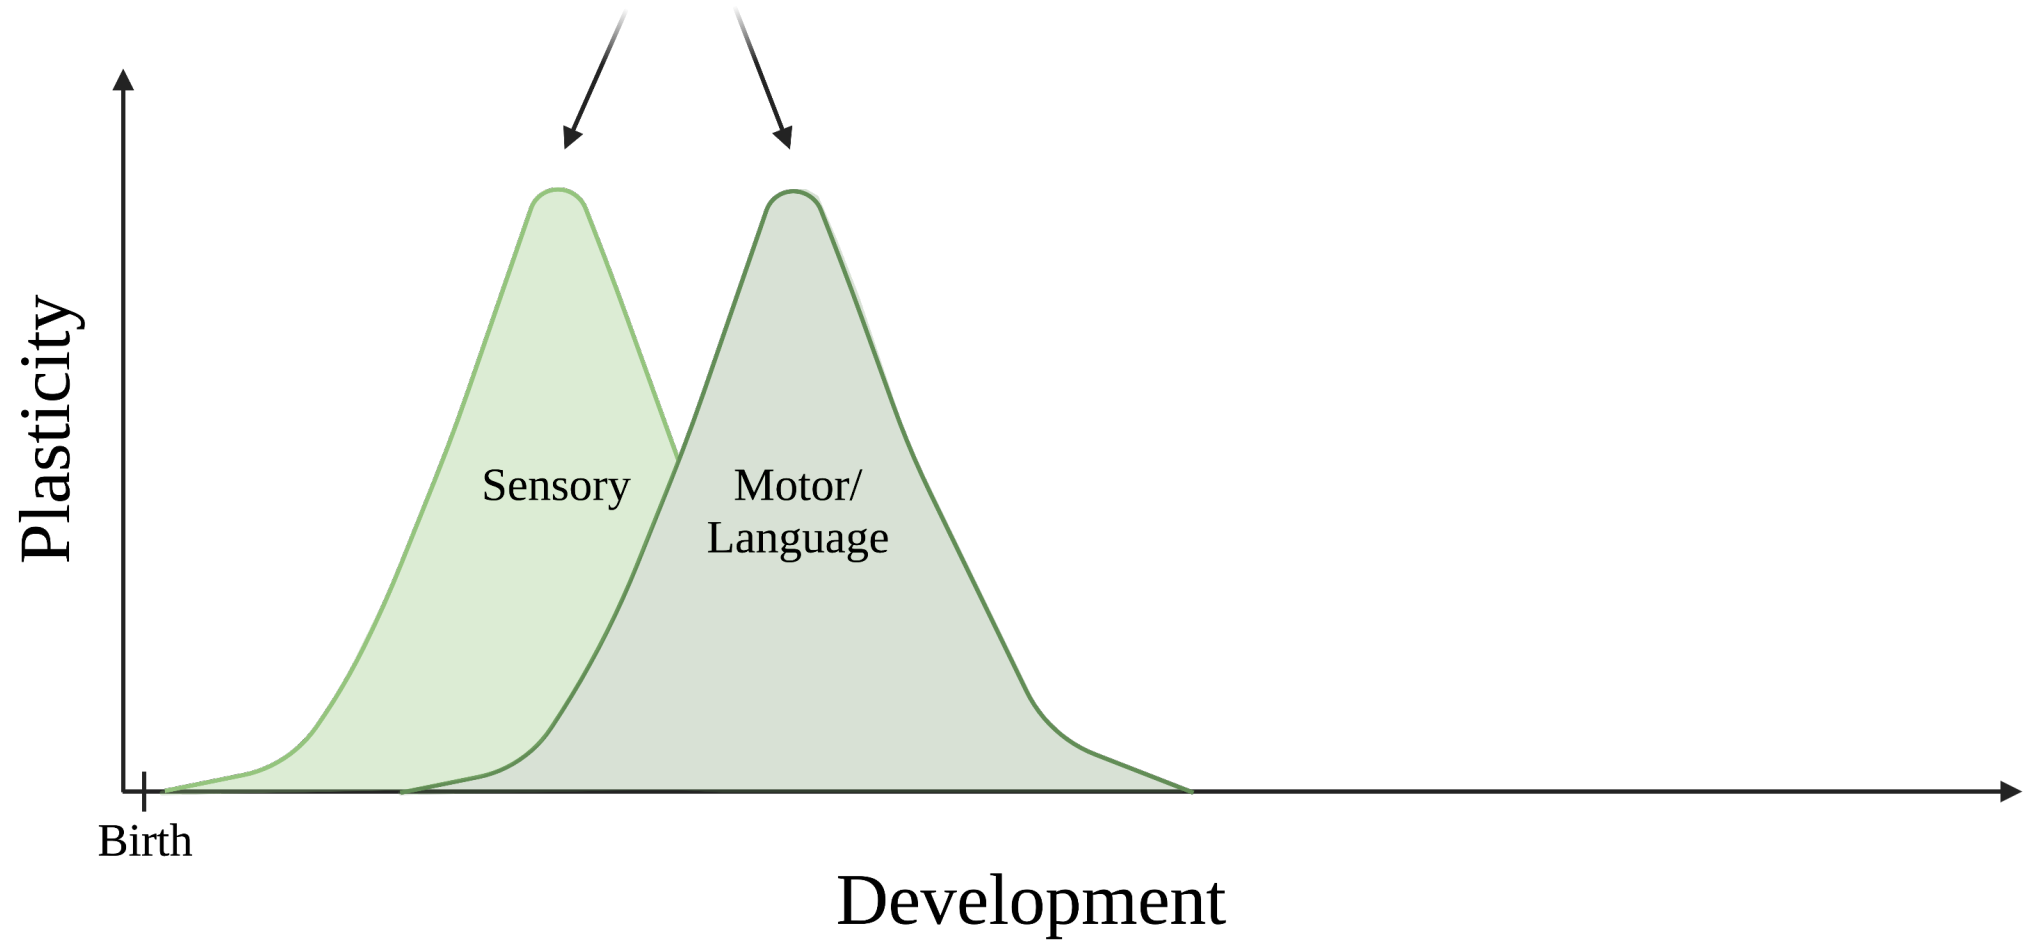 Plasticity
Sensory
Motor/
Language
Birth
Development